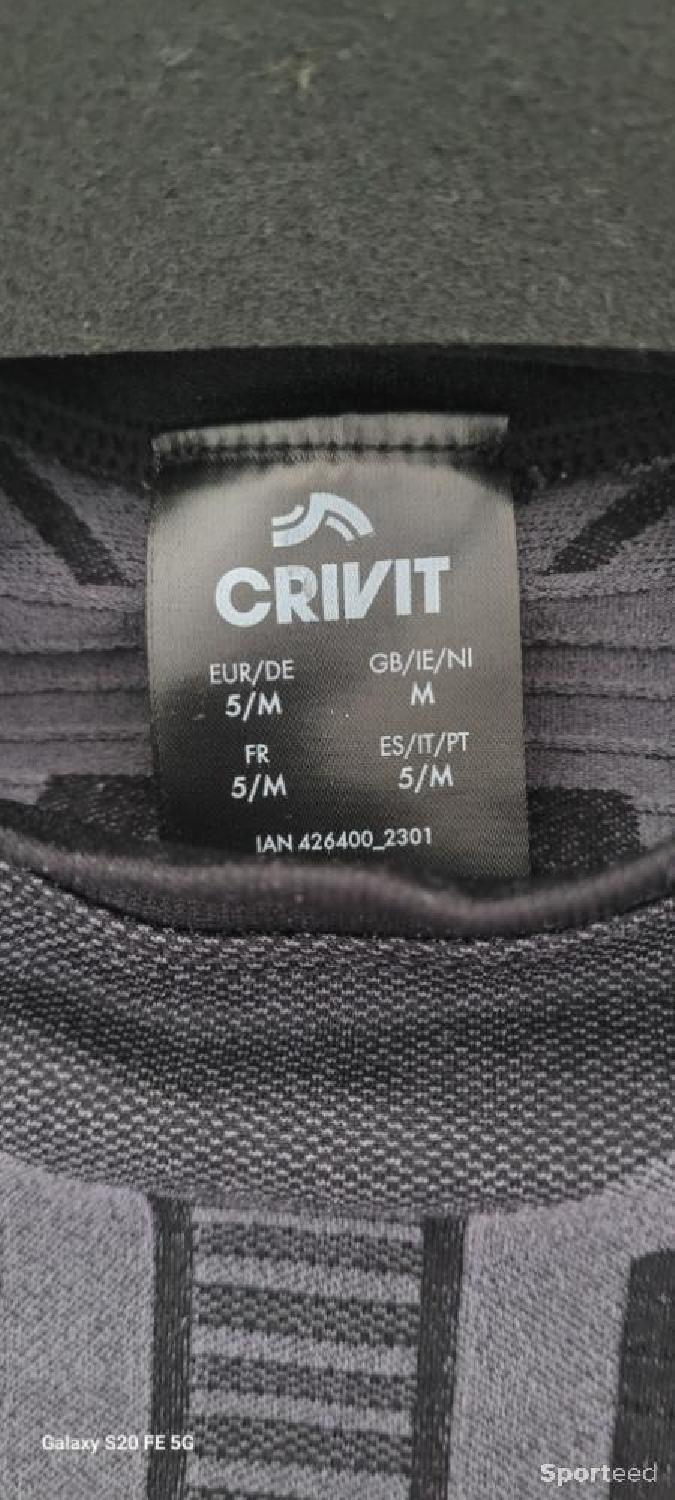 CRIVIT
EUR/DE GB/IE/NI
5/M M
FR ES/IT/PT
5/M 5/M
IAN 426400_2301
Galaxy S20 FE 5G
Sporteed